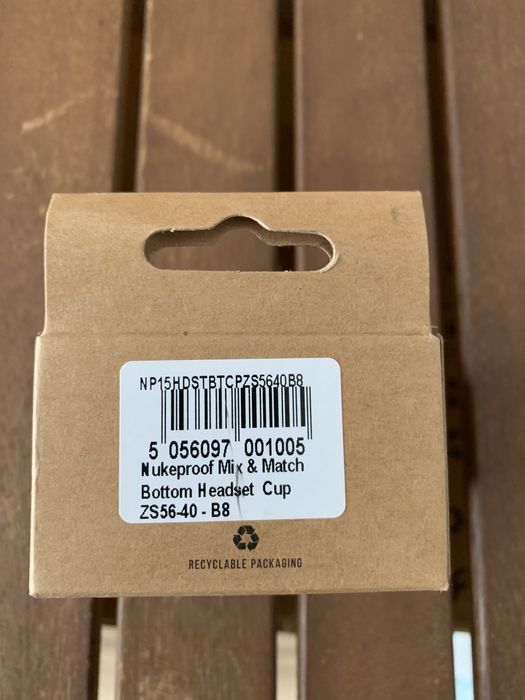 NP15HDSTBTCPZS5640B8
5 056097 001005
Nukeproof Mix & Match
Bottom Headset Cup
ZS56-40 - B8
RECYCLABLE PACKAGING